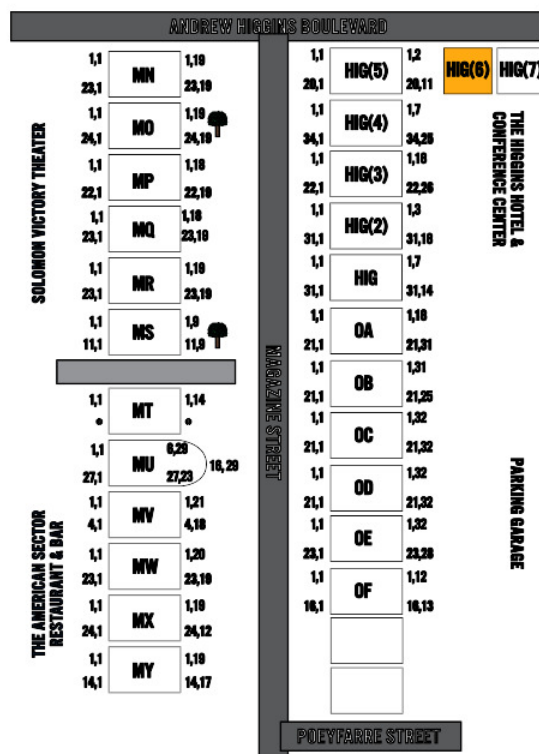 ANDREW HIGGINS BOULEVARD
1,1 MN 1,19
23,1 23,19
1,1 MO 1,19
24,1 24,19
1,1 MP 1,18
22,1 22,19
1,1 MQ 1,18
23,1 23,19
1,1 MR 1,19
23,1 23,19
1,1 MS 1,9
11,1 11,9
SOLOMON VICTORY THEATER
1,1 MT 1,14
1,1 MU 6,29
27,1 27,23 16,29
1,1 MV 1,21
4,1 4,18
1,1 MW 1,20
23,1 23,19
1,1 MX 1,19
24,1 24,12
1,1 MY 1,19
14,1 14,17
THE AMERICAN SECTOR
RESTAURANT & BAR
MAGAZINE STREET
1,1 HIG(5) 1,2
20,1 20,11
HIG(6)
HIG(7)
1,1 HIG(4) 1,7
34,1 34,25
1,1 HIG(3) 1,18
22,1 22,26
1,1 HIG(2) 1,3
31,1 31,16
1,1 HIG 1,7
31,1 31,14
THE HIGGINS HOTEL &
CONFERENCE CENTER
1,1 OA 1,18
21,1 21,31
1,1 OB 1,31
21,1 21,25
1,1 OC 1,32
21,1 21,32
1,1 OD 1,32
21,1 21,32
1,1 OE 1,32
23,1 23,28
1,1 OF 1,12
16,1 16,13
PARKING GARAGE
POEYFARRE STREET